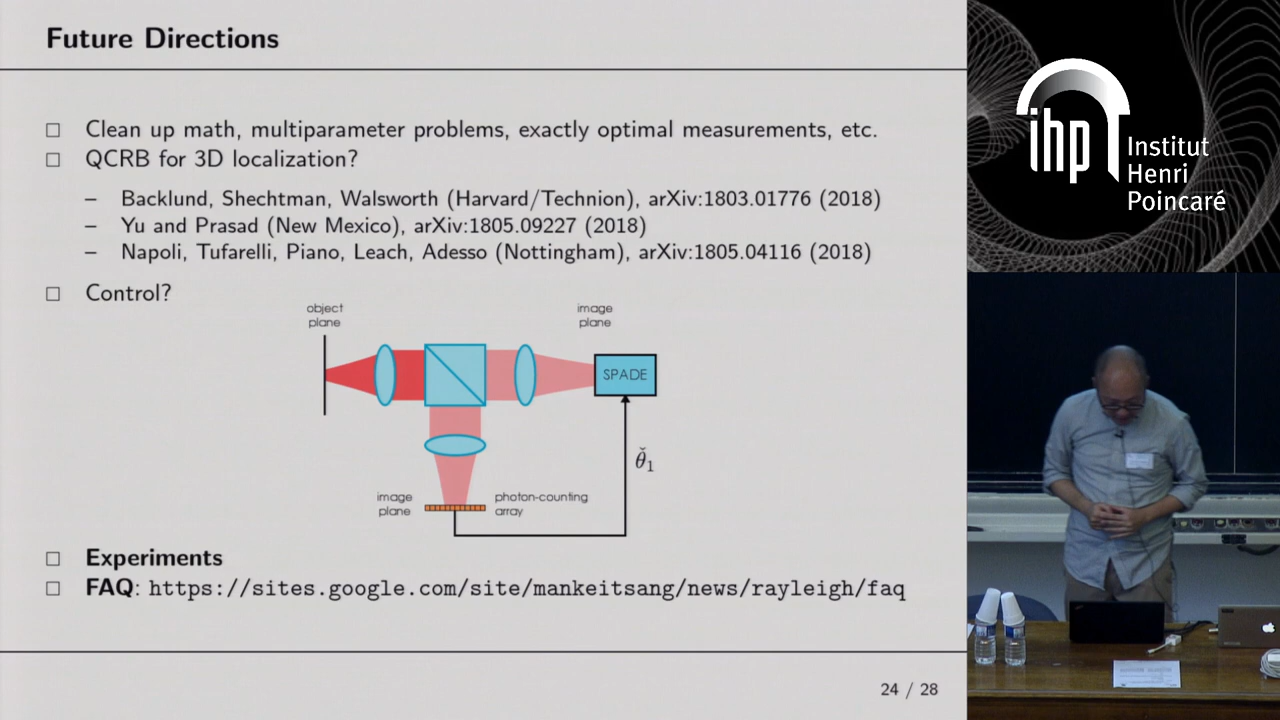 Future Directions
□ Clean up math, multiparameter problems, exactly optimal measurements, etc.
□ QCRB for 3D localization?
– Backlund, Shechtman, Walsworth (Harvard/Technion), arXiv:1803.01776 (2018)
– Yu and Prasad (New Mexico), arXiv:1805.09227 (2018)
– Napoli, Tufarelli, Piano, Leach, Adesso (Nottingham), arXiv:1805.04116 (2018)
□ Control?
object
plane
image
plane
SPADE
θ̌₁
image
plane
photon-counting
array
□ Experiments
□ FAQ: https://sites.google.com/site/mankeitsang/news/rayleigh/faq
24 / 28
ihp
Institut
Henri
Poincaré